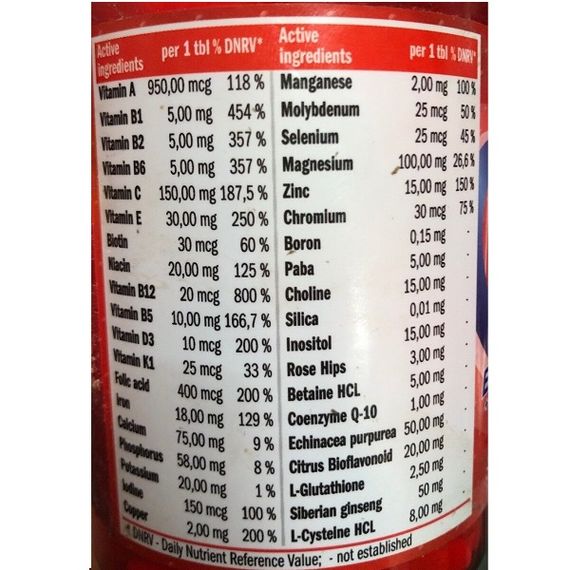 Active ingredients per 1 tbl % DNRV*
Vitamin A 950,00 mcg 118 %
Vitamin B1 5,00 mg 454 %
Vitamin B2 5,00 mg 357 %
Vitamin B6 5,00 mg 357 %
Vitamin C 150,00 mg 187,5 %
Vitamin E 30,00 mg 250 %
Biotin 30 mcg 60 %
Niacin 20,00 mg 125 %
Vitamin B12 20 mcg 800 %
Vitamin B5 10,00 mg 166,7 %
Vitamin D3 10 mcg 200 %
Vitamin K1 25 mcg 33 %
Folic acid 400 mcg 200 %
Iron 18,00 mg 129 %
Calcium 75,00 mg 9 %
Phosphorus 58,00 mg 8 %
Potassium 20,00 mg 1 %
Iodine 150 mcg 100 %
Copper 2,00 mg 200 %
Active ingredients per 1 tbl % DNRV*
Manganese 2,00 mg 100 %
Molybdenum 25 mcg 50 %
Selenium 25 mcg 45 %
Magnesium 100,00 mg 26,6 %
Zinc 15,00 mg 150 %
Chromium 30 mcg 75 %
Boron 0,15 mg -
Paba 5,00 mg -
Choline 15,00 mg -
Silica 0,01 mg -
Inositol 15,00 mg -
Rose Hips 3,00 mg -
Betaine HCL 5,00 mg -
Coenzyme Q-10 1,00 mg -
Echinacea purpurea 50,00 mg -
Citrus Bioflavonoid 20,00 mg -
L-Glutathione 2,50 mg -
Siberian ginseng 50 mg -
L-Cysteine HCL 8,00 mg -
* DNRV - Daily Nutrient Reference Value; - not established